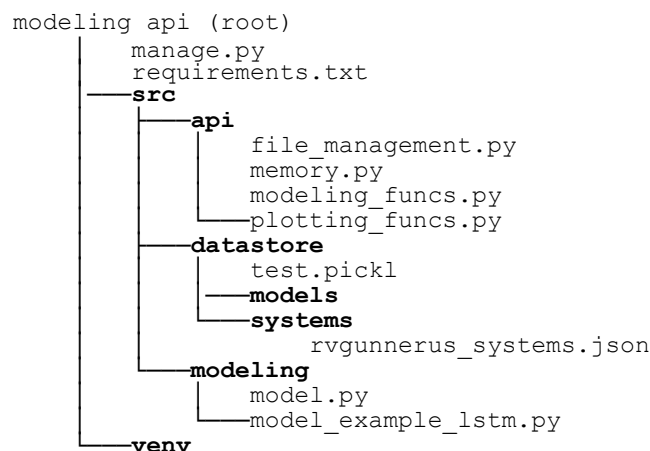 modeling api (root)
manage.py
requirements.txt
src
api
file_management.py
memory.py
modeling_funcs.py
plotting_funcs.py
datastore
test.pickl
models
systems
rvgunnerus_systems.json
modeling
model.py
model_example_lstm.py
venv